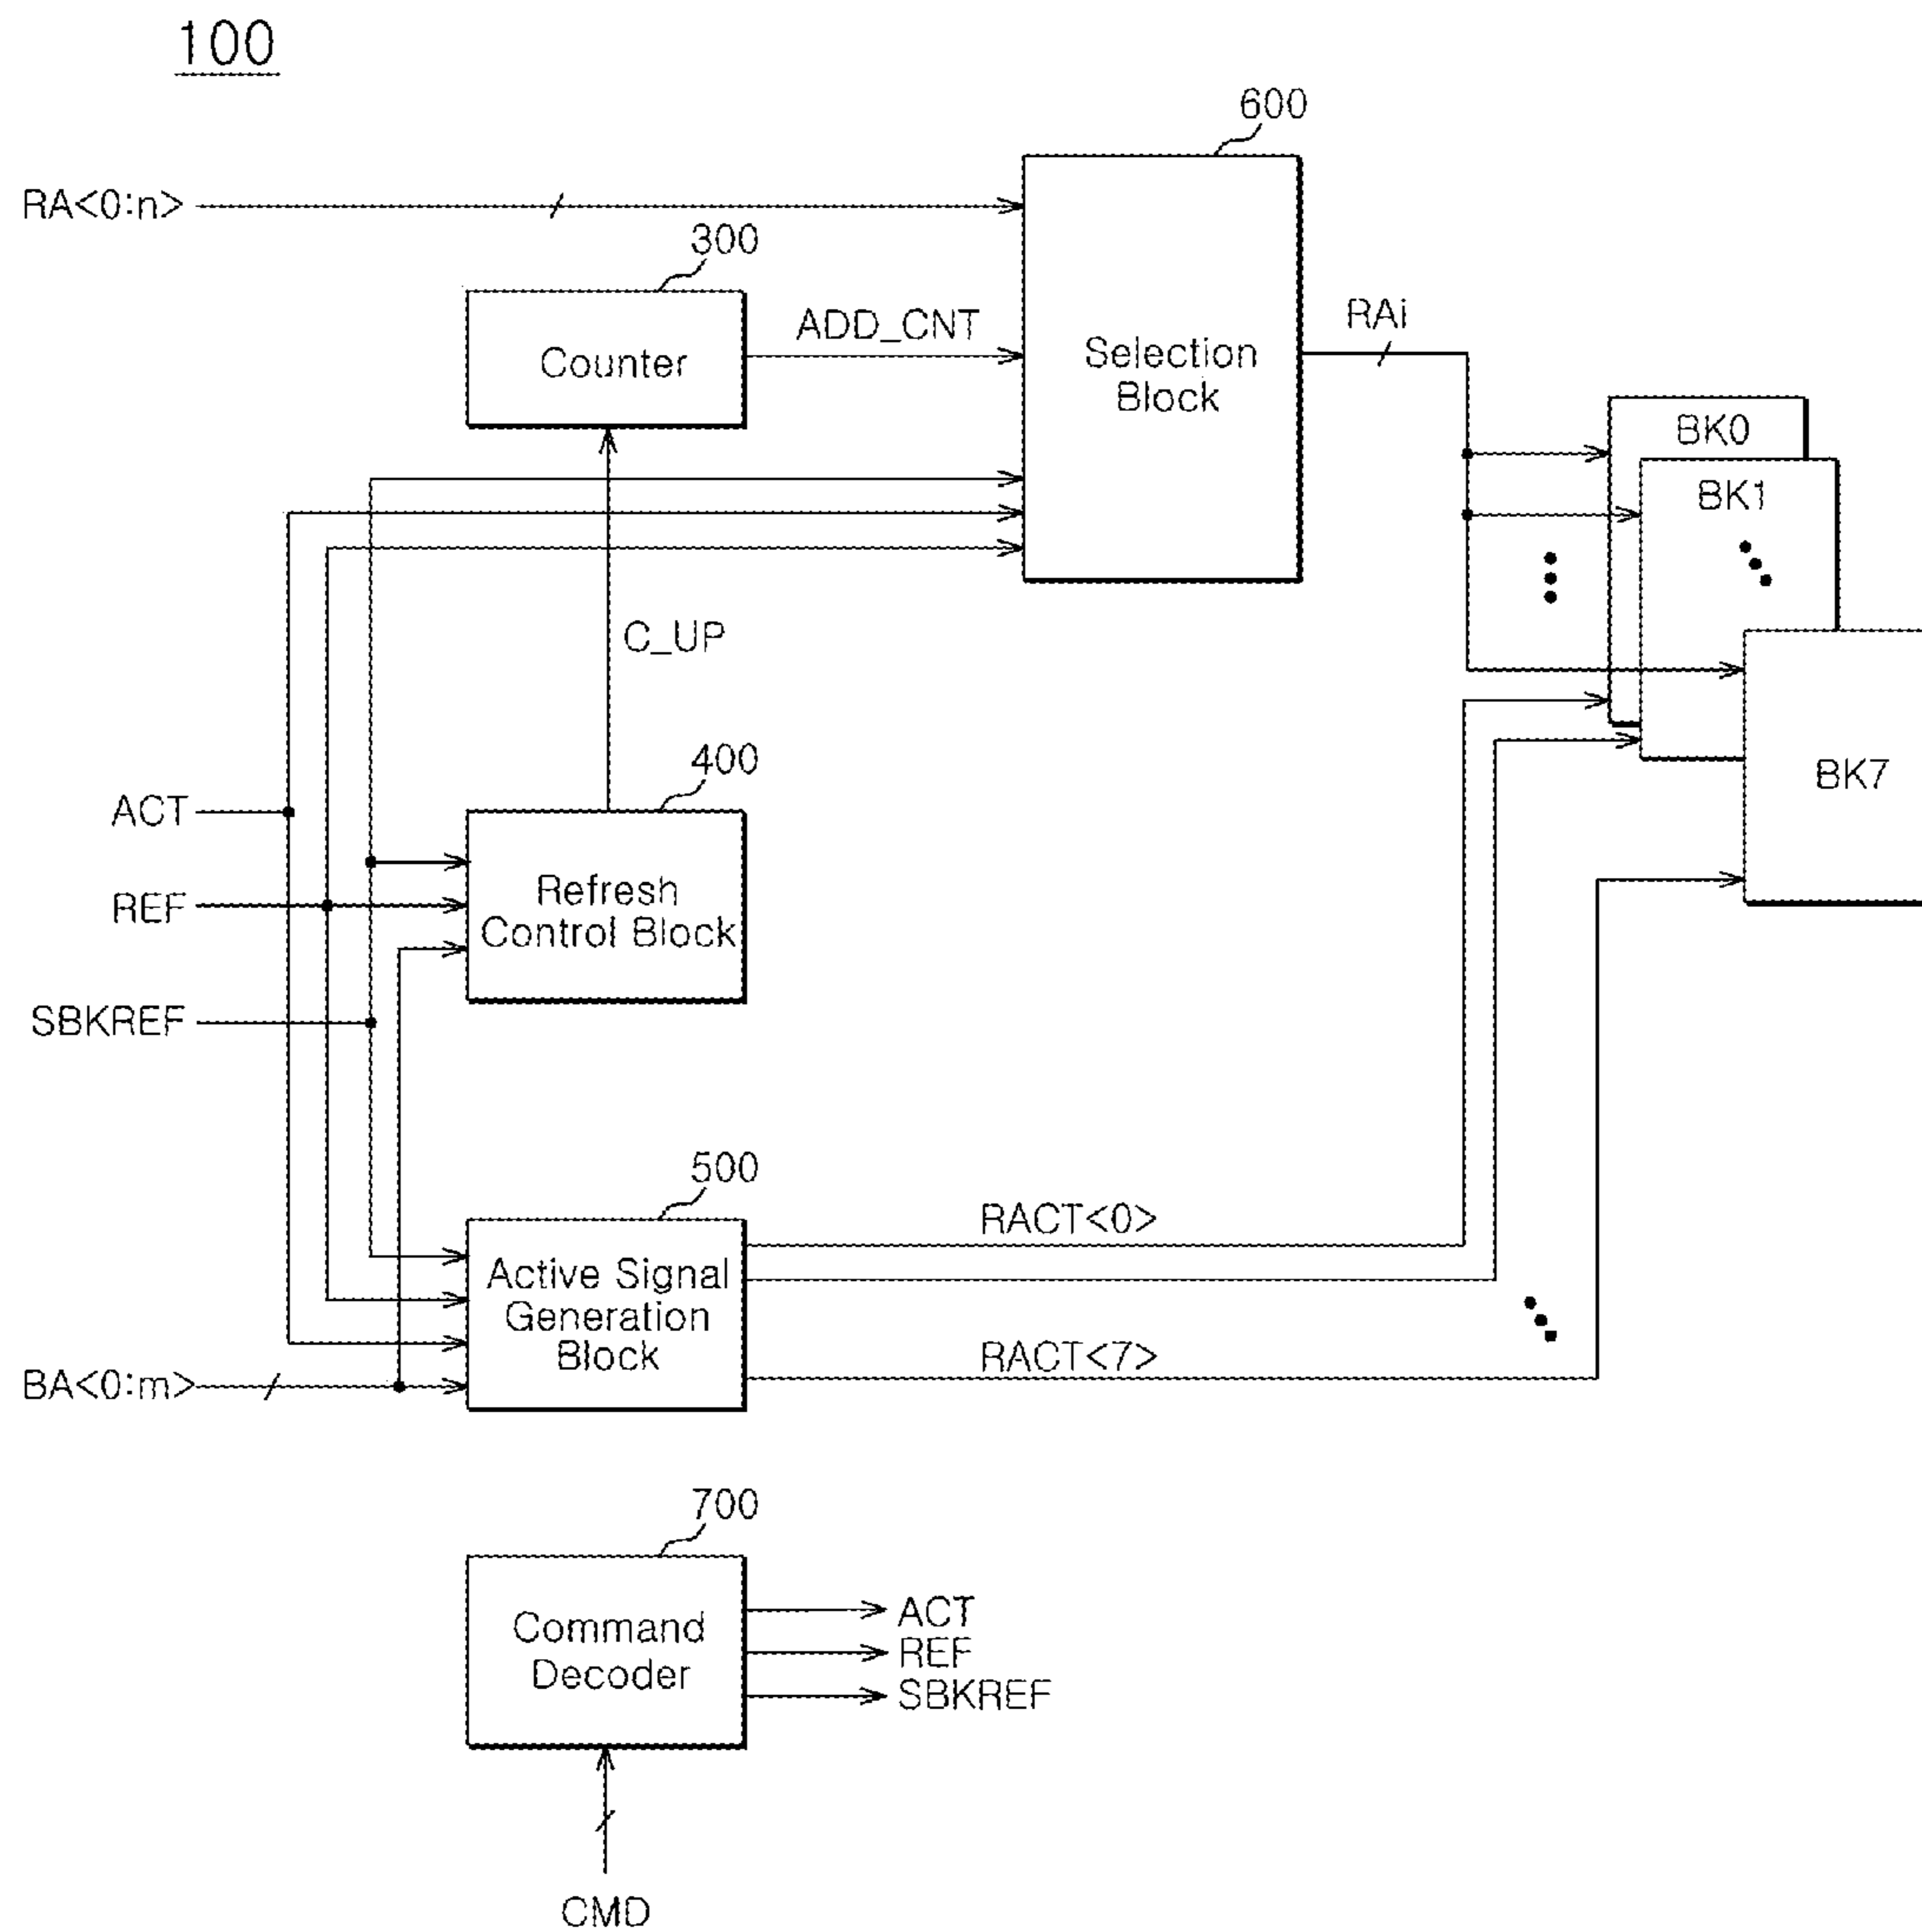 100
600
RA<0:n>
300
Counter
ADD_CNT
Selection
Block
RAi
BK0
BK1
BK7
C_UP
400
Refresh
Control Block
ACT
REF
SBKREF
500
Active Signal
Generation
Block
RACT<0>
RACT<7>
BA<0:m>
700
Command
Decoder
ACT
REF
SBKREF
CMD